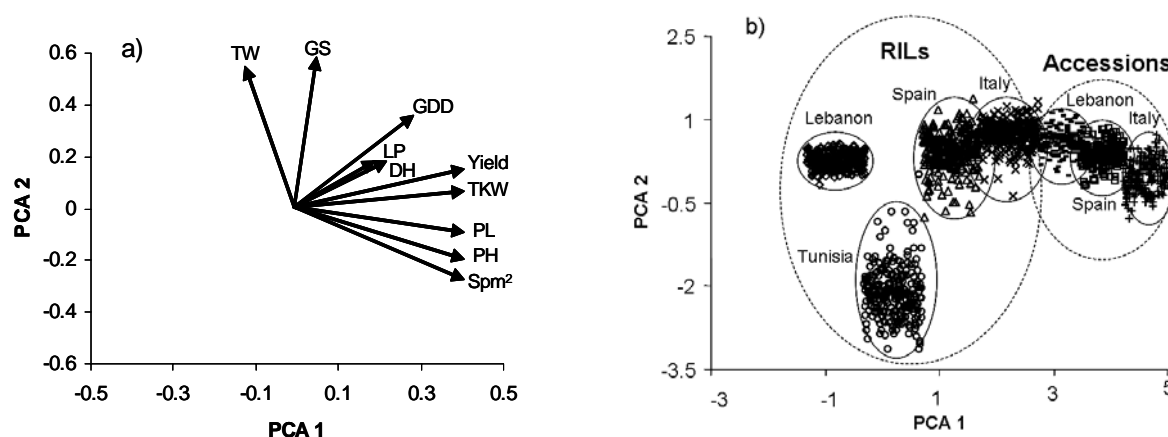 a)
TW
GS
GDD
LP
DH
Yield
TKW
PL
PH
Spm²
0.6
0.4
0.2
0
-0.2
-0.4
-0.6
PCA 2
-0.5
-0.3
-0.1
0.1
0.3
0.5
PCA 1
b)
RILs
Accessions
Spain
Italy
Lebanon
Lebanon
Italy
Spain
Tunisia
2.5
1
-0.5
-2
-3.5
PCA 2
-3
-1
1
3
5
PCA 1